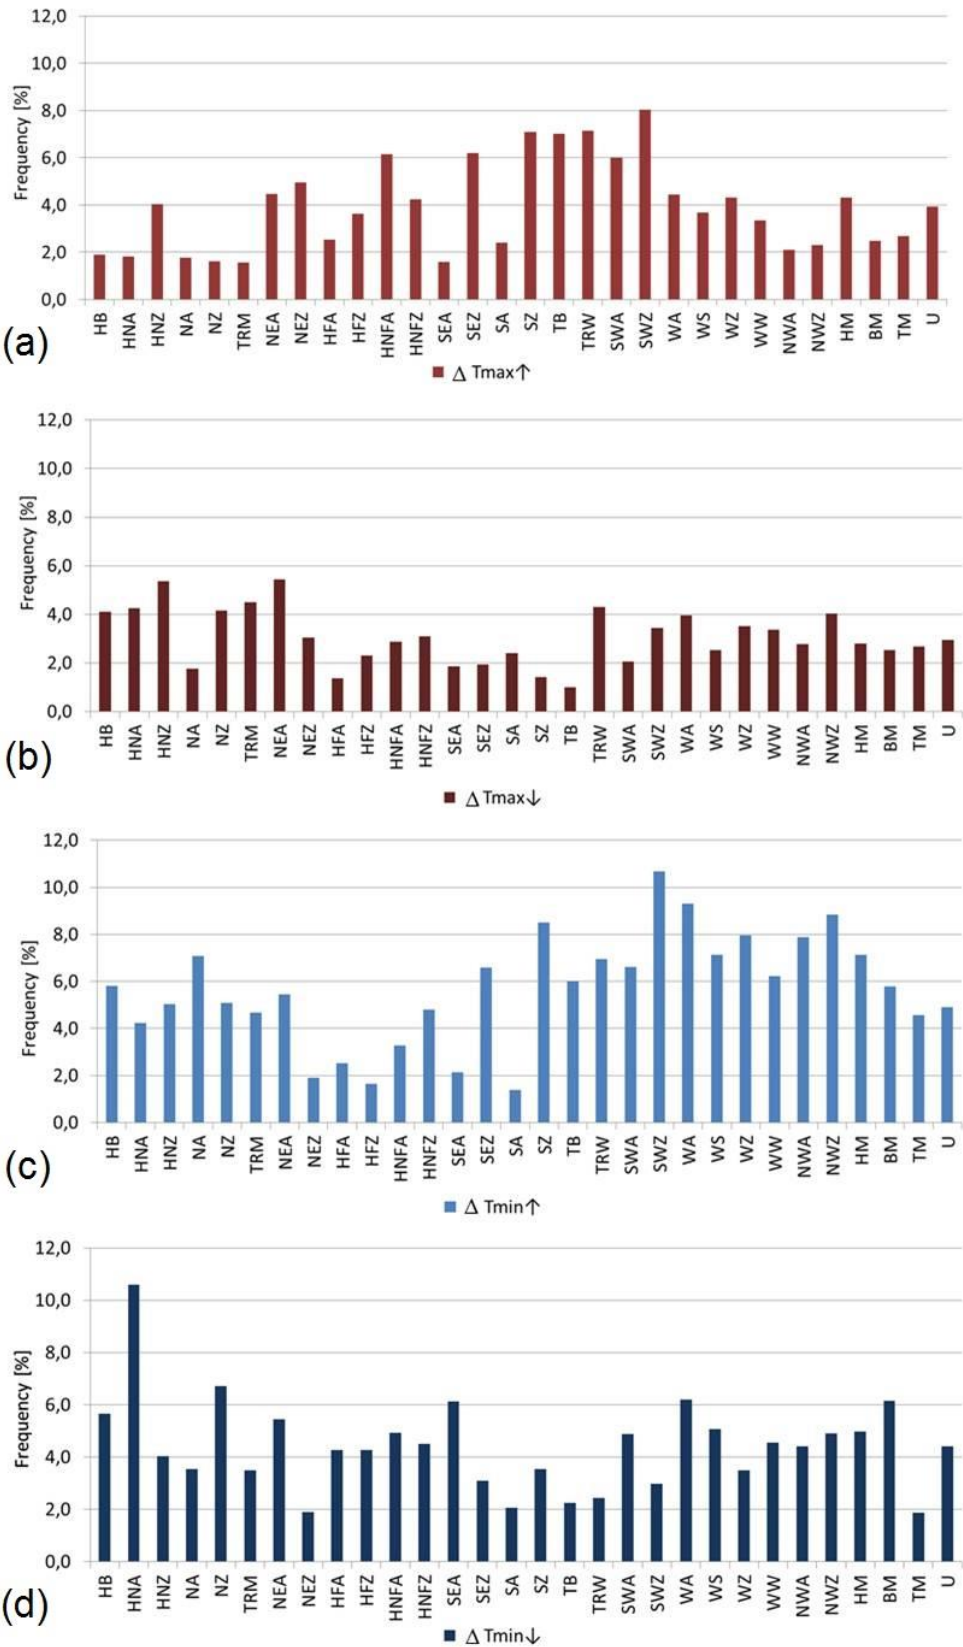 12,0
10,0
8,0
6,0
4,0
2,0
0,0
Frequency [%]
HB HNA HNZ NA NZ TRM NEA NEZ HFA HFZ HNFA HNFZ SEA SEZ SA SZ TB TRW SWA SWZ WA WS WZ WW NWA NWZ HM BM TM U
(a)
Δ Tmax↑
12,0
10,0
8,0
6,0
4,0
2,0
0,0
Frequency [%]
HB HNA HNZ NA NZ TRM NEA NEZ HFA HFZ HNFA HNFZ SEA SEZ SA SZ TB TRW SWA SWZ WA WS WZ WW NWA NWZ HM BM TM U
(b)
Δ Tmax↓
12,0
10,0
8,0
6,0
4,0
2,0
0,0
Frequency [%]
HB HNA HNZ NA NZ TRM NEA NEZ HFA HFZ HNFA HNFZ SEA SEZ SA SZ TB TRW SWA SWZ WA WS WZ WW NWA NWZ HM BM TM U
(c)
Δ Tmin↑
12,0
10,0
8,0
6,0
4,0
2,0
0,0
Frequency [%]
HB HNA HNZ NA NZ TRM NEA NEZ HFA HFZ HNFA HNFZ SEA SEZ SA SZ TB TRW SWA SWZ WA WS WZ WW NWA NWZ HM BM TM U
(d)
Δ Tmin↓